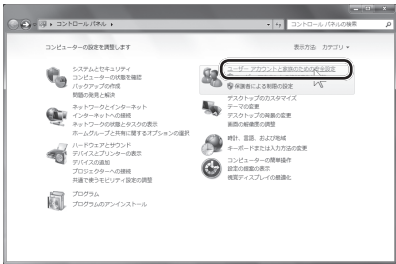 コントロール パネル
コントロール パネルの検索
コンピューターの設定を調整します
表示方法: カテゴリ
システムとセキュリティ
コンピューターの状態を確認
バックアップの作成
問題の発見と解決
ネットワークとインターネット
インターネットへの接続
ネットワークの状態とタスクの表示
ホームグループと共有に関するオプションの選択
ハードウェアとサウンド
デバイスとプリンターの表示
デバイスの追加
プロジェクターへの接続
共通で使うモビリティ設定の調整
プログラム
プログラムのアンインストール
ユーザー アカウントと家族のための安全設定
保護者による制限の設定
デスクトップのカスタマイズ
テーマの変更
デスクトップの背景の変更
画面の解像度の調整
時計、言語、および地域
キーボードまたは入力方法の変更
コンピューターの簡単操作
設定の提案の表示
視覚ディスプレイの最適化